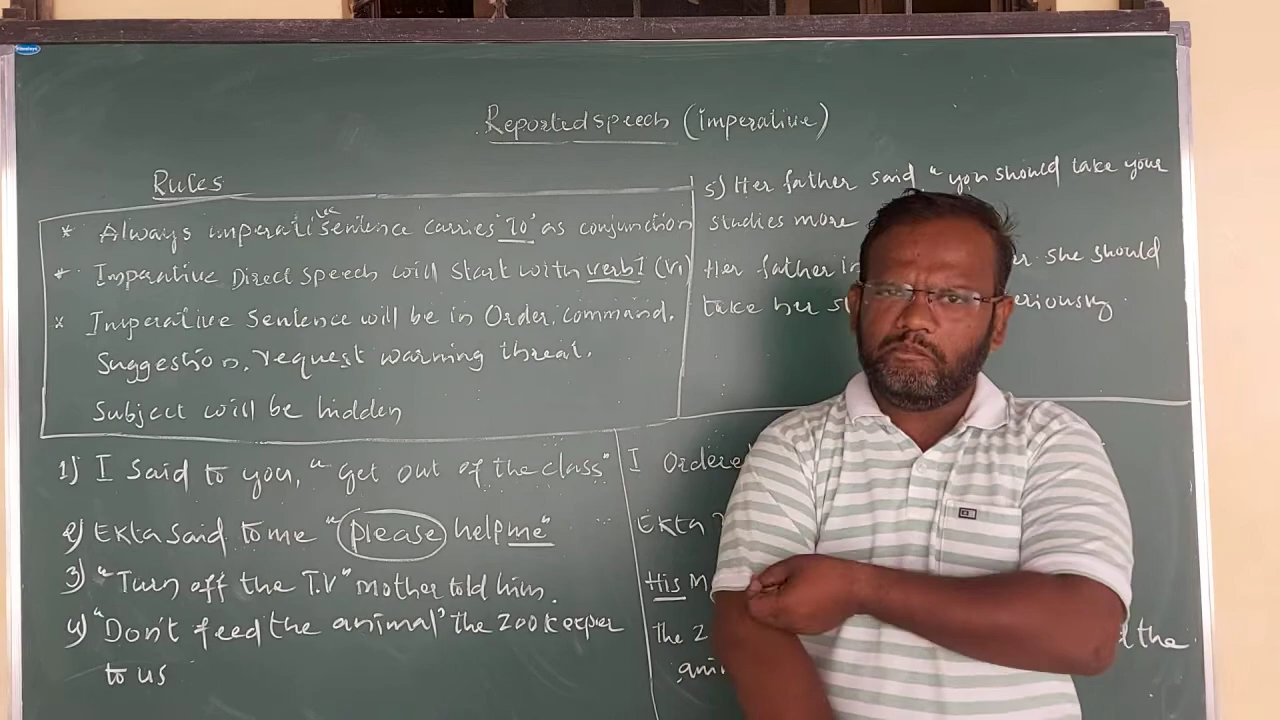 Reported speech (imperative)
Rules
* Always imperative sentence carries "To" as conjunction
* Imperative Direct speech will start with verb1 (V1)
* Imperative Sentence will be in Order, command,
Suggestion, request warning threat.
Subject will be hidden
5) Her father said "you should take your
studies more
Her father she should
take her
1) I said to you, "get out of the class"
2) Ekta said to me "please help me"
3) "Turn off the T.V" mother told him.
4) "Don't feed the animal" the zoo keeper
to us
I Ordered
Ekta
His
the
the